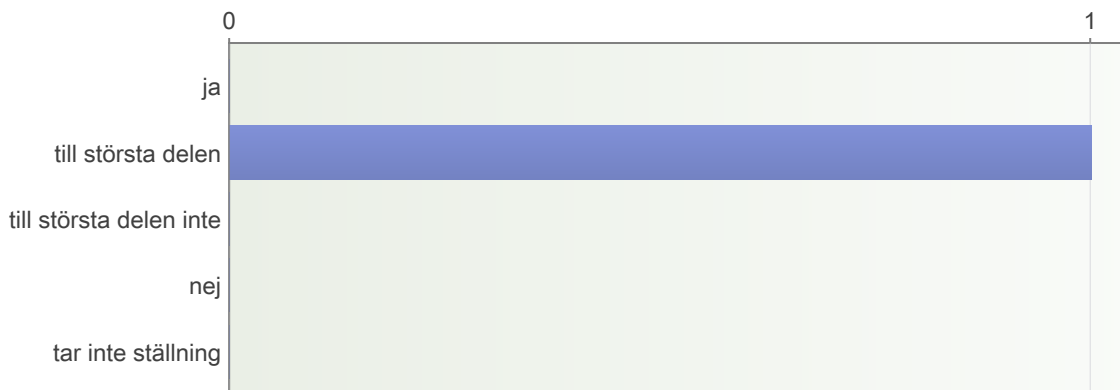 0 1
ja
till största delen
till största delen inte
nej
tar inte ställning